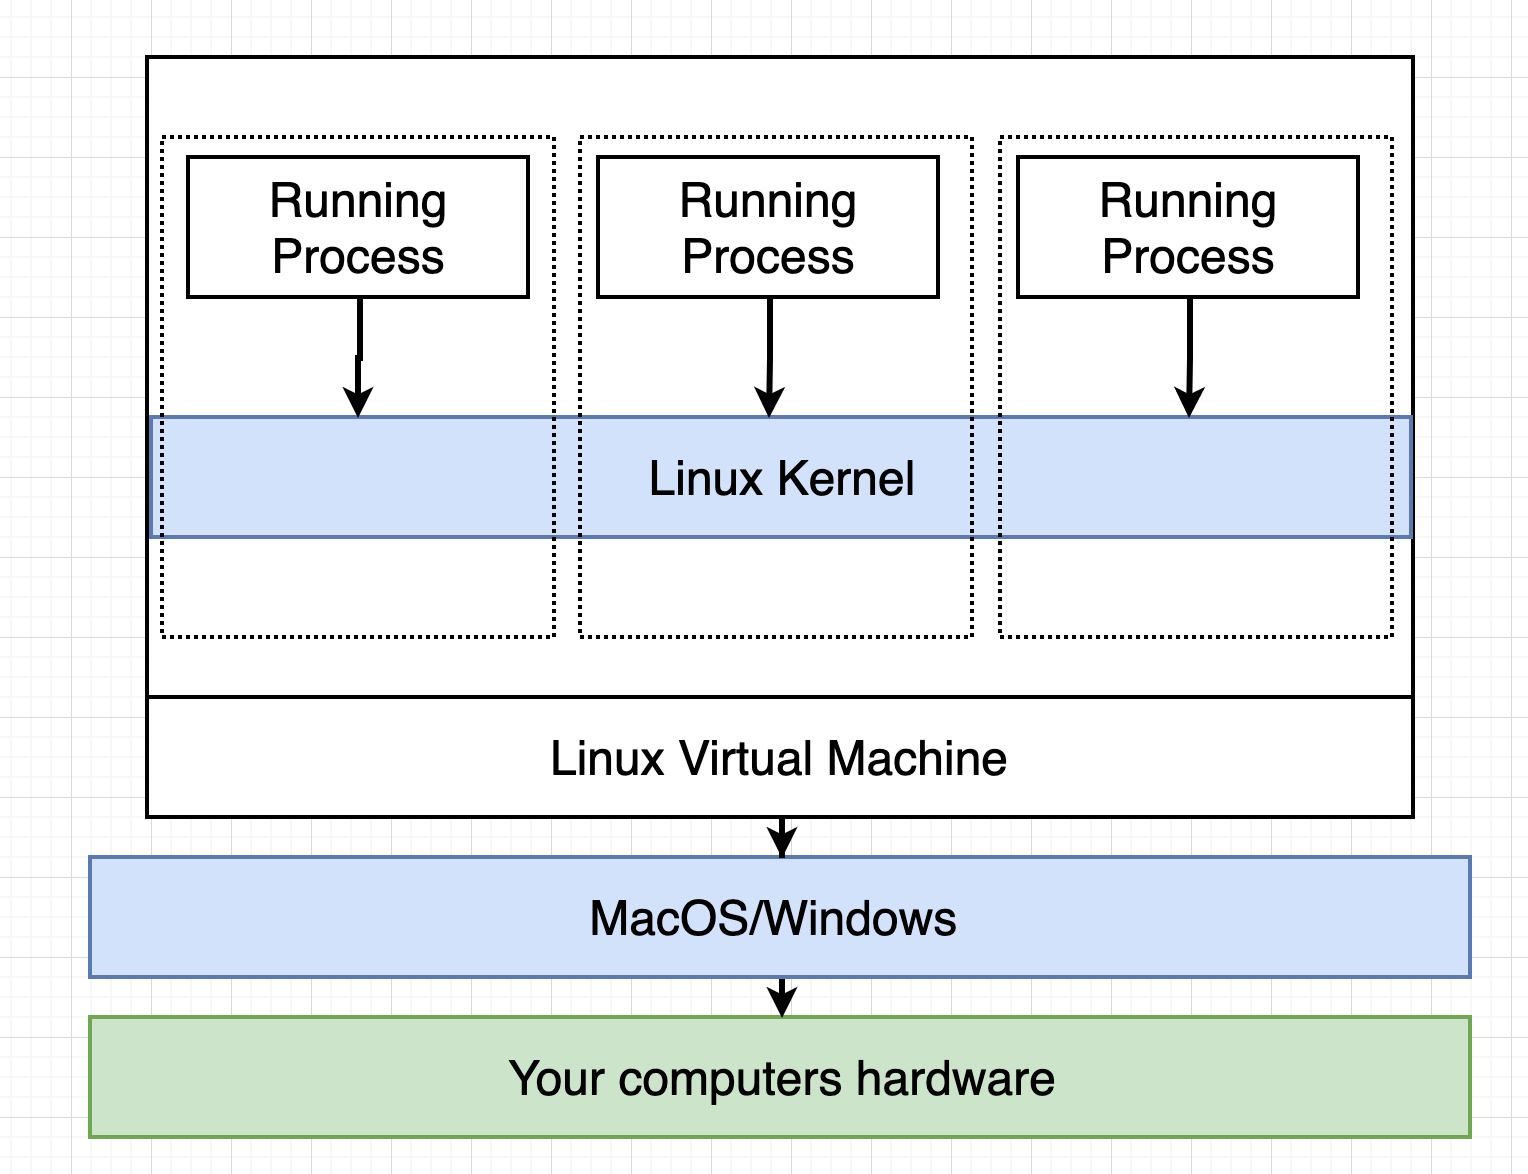 Running
Process
Running
Process
Running
Process
Linux Kernel
Linux Virtual Machine
MacOS/Windows
Your computers hardware